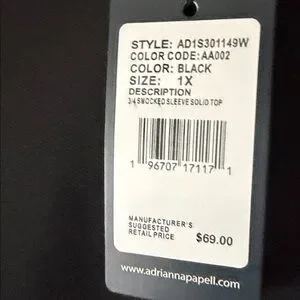 STYLE: AD1S301149W
COLOR CODE: AA002
COLOR: BLACK
SIZE: 1X
DESCRIPTION
3/4 SMOCKED SLEEVE SOLID TOP
1 96707 17117 1
MANUFACTURER'S
SUGGESTED
RETAIL PRICE $69.00
www.adriannapapell.com